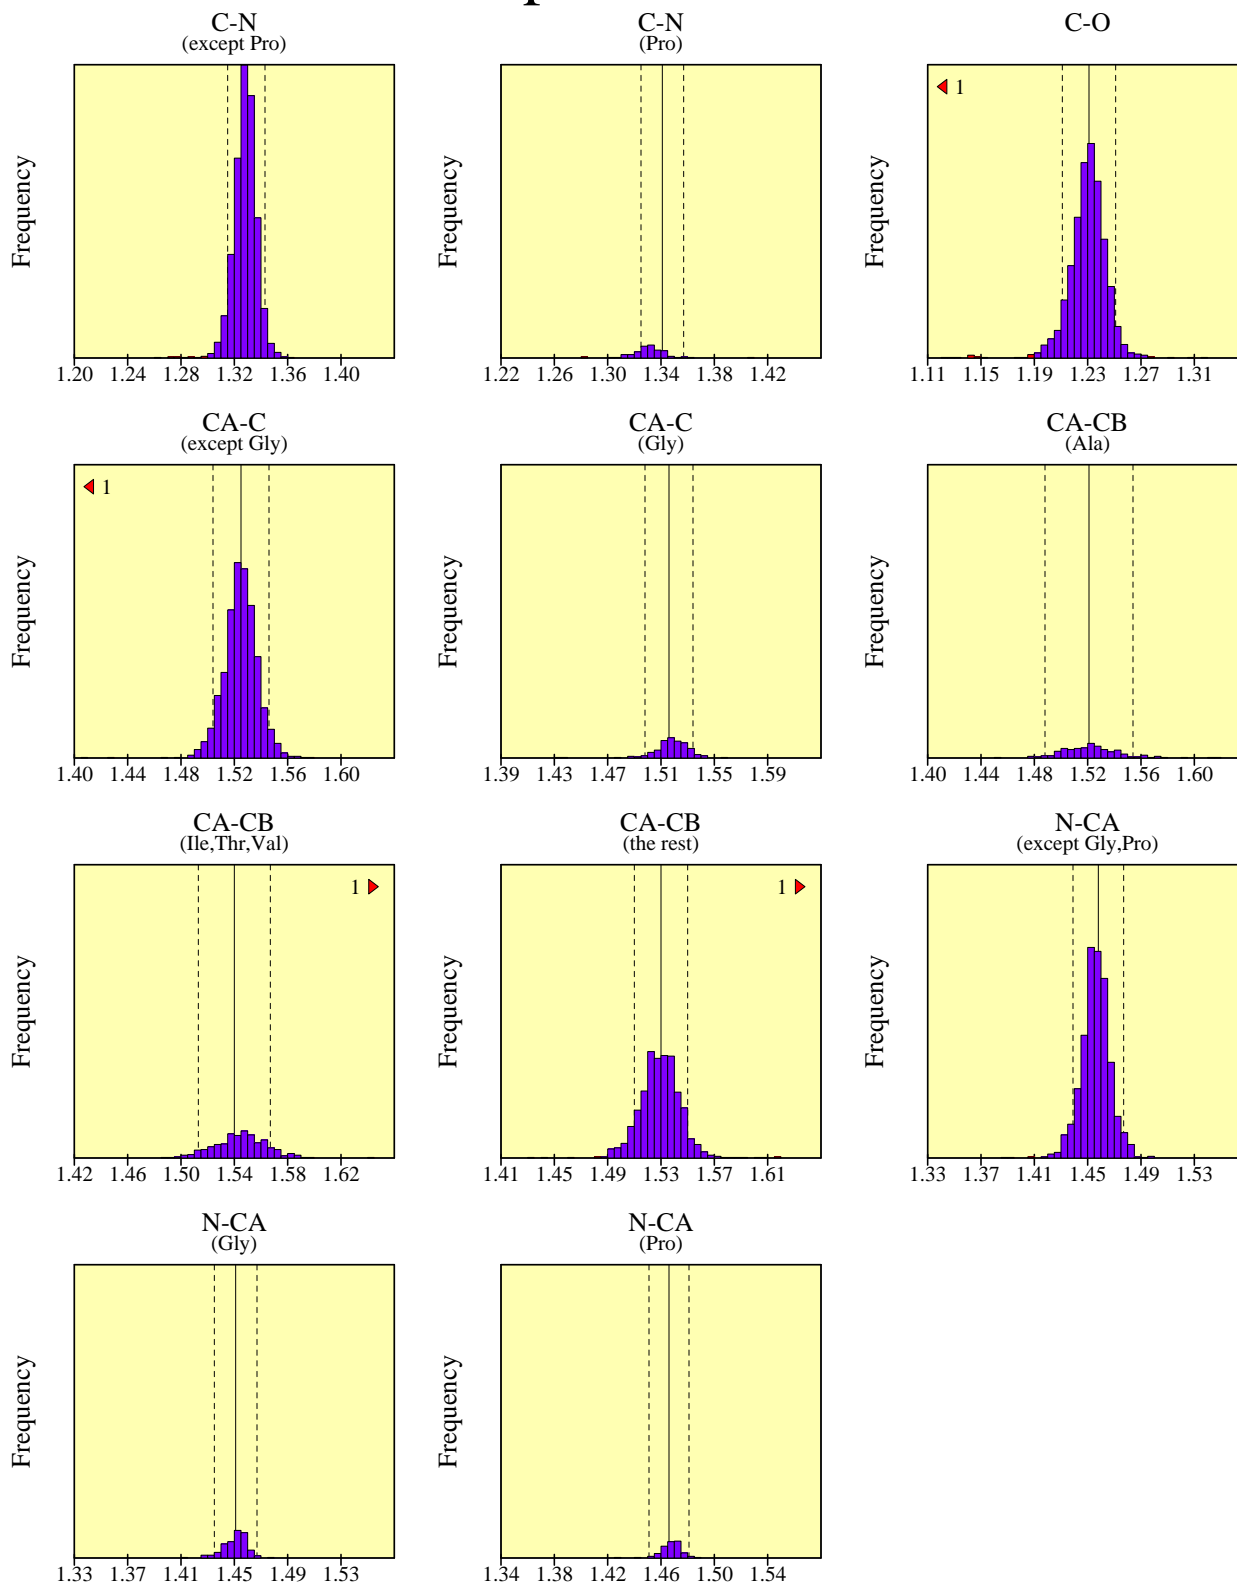 C-N
(except Pro)
C-N
(Pro)
C-O
Frequency
Frequency
Frequency
1
1.20 1.24 1.28 1.32 1.36 1.40
1.22 1.26 1.30 1.34 1.38 1.42
1.11 1.15 1.19 1.23 1.27 1.31
CA-C
(except Gly)
CA-C
(Gly)
CA-CB
(Ala)
Frequency
Frequency
Frequency
1
1.40 1.44 1.48 1.52 1.56 1.60
1.39 1.43 1.47 1.51 1.55 1.59
1.40 1.44 1.48 1.52 1.56 1.60
CA-CB
(Ile,Thr,Val)
CA-CB
(the rest)
N-CA
(except Gly,Pro)
Frequency
Frequency
Frequency
1
1
1.42 1.46 1.50 1.54 1.58 1.62
1.41 1.45 1.49 1.53 1.57 1.61
1.33 1.37 1.41 1.45 1.49 1.53
N-CA
(Gly)
N-CA
(Pro)
Frequency
Frequency
1.33 1.37 1.41 1.45 1.49 1.53
1.34 1.38 1.42 1.46 1.50 1.54